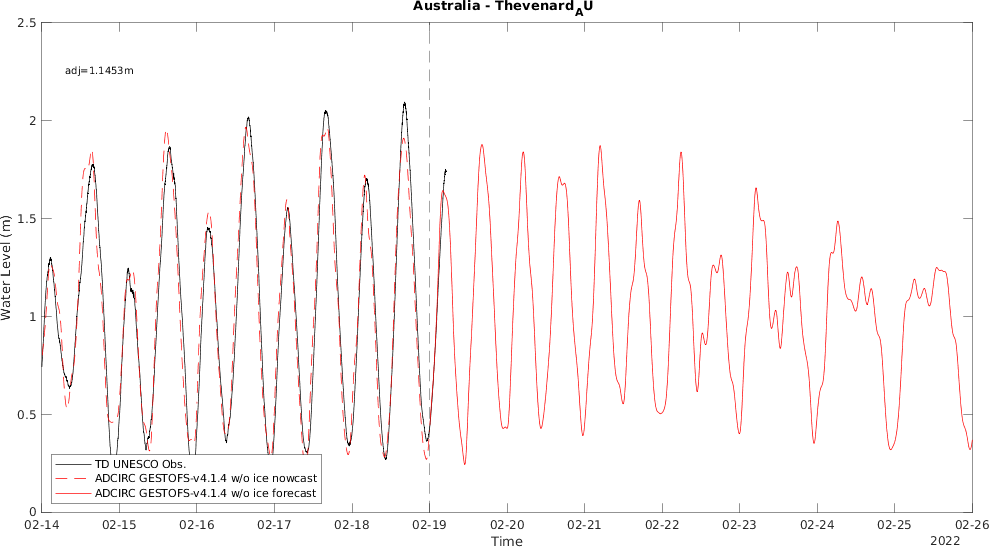 Australia - Thevenard_AU
2.5
adj=1.1453m
2
1.5
Water Level (m)
1
0.5
TD UNESCO Obs.
ADCIRC GESTOFS-v4.1.4 w/o ice nowcast
ADCIRC GESTOFS-v4.1.4 w/o ice forecast
0
02-14 02-15 02-16 02-17 02-18 02-19 02-20 02-21 02-22 02-23 02-24 02-25 02-26
Time
2022